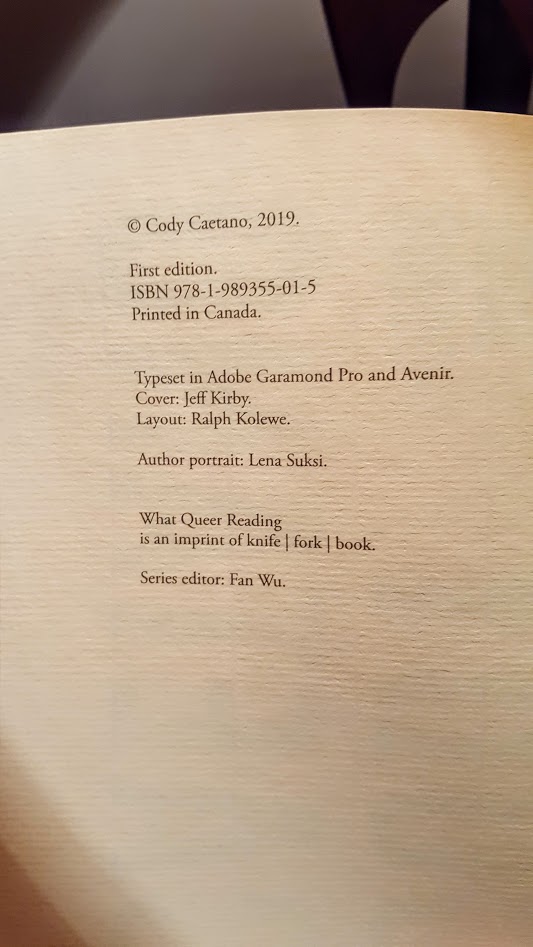 © Cody Caetano, 2019.
First edition.
ISBN 978-1-989355-01-5
Printed in Canada.
Typeset in Adobe Garamond Pro and Avenir.
Cover: Jeff Kirby.
Layout: Ralph Kolewe.
Author portrait: Lena Suksi.
What Queer Reading
is an imprint of knife | fork | book.
Series editor: Fan Wu.